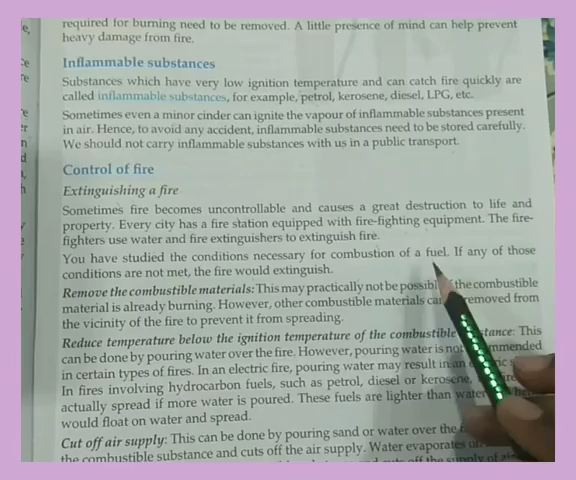 e,
required for burning need to be removed. A little presence of mind can help prevent
heavy damage from fire.
Inflammable substances
Substances which have very low ignition temperature and can catch fire quickly are
called inflammable substances, for example, petrol, kerosene, diesel, LPG, etc.
Sometimes even a minor cinder can ignite the vapour of inflammable substances present
in air. Hence, to avoid any accident, inflammable substances need to be stored carefully.
We should not carry inflammable substances with us in a public transport.
Control of fire
Extinguishing a fire
Sometimes fire becomes uncontrollable and causes a great destruction to life and
property. Every city has a fire station equipped with fire-fighting equipment. The fire-
fighters use water and fire extinguishers to extinguish fire.
You have studied the conditions necessary for combustion of a fuel. If any of those
conditions are not met, the fire would extinguish.
Remove the combustible materials: This may practically not be possible the combustible
material is already burning. However, other combustible materials can removed from
the vicinity of the fire to prevent it from spreading.
Reduce temperature below the ignition temperature of the combustible stance: This
can be done by pouring water over the fire. However, pouring water is not mmended
in certain types of fires. In an electric fire, pouring water may result in an
In fires involving hydrocarbon fuels, such as petrol, diesel or kerosene,
actually spread if more water is poured. These fuels are lighter than water
would float on water and spread.
Cut off air supply: This can be done by pouring sand or water over the
the combustible substance and cuts off the air supply. Water evaporates